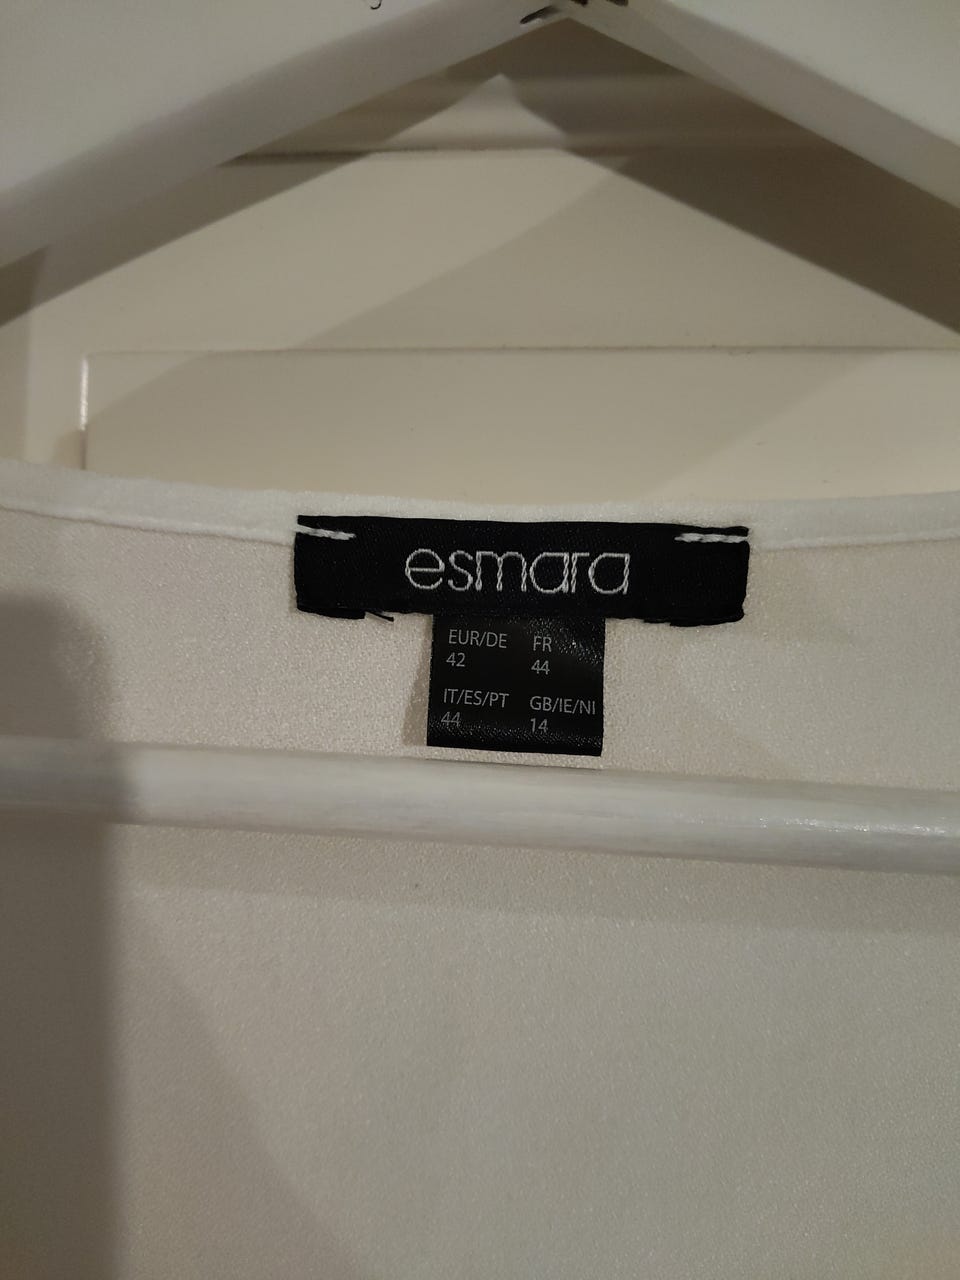 esmara
EUR/DE FR
42 44
IT/ES/PT GB/IE/NI
44 14